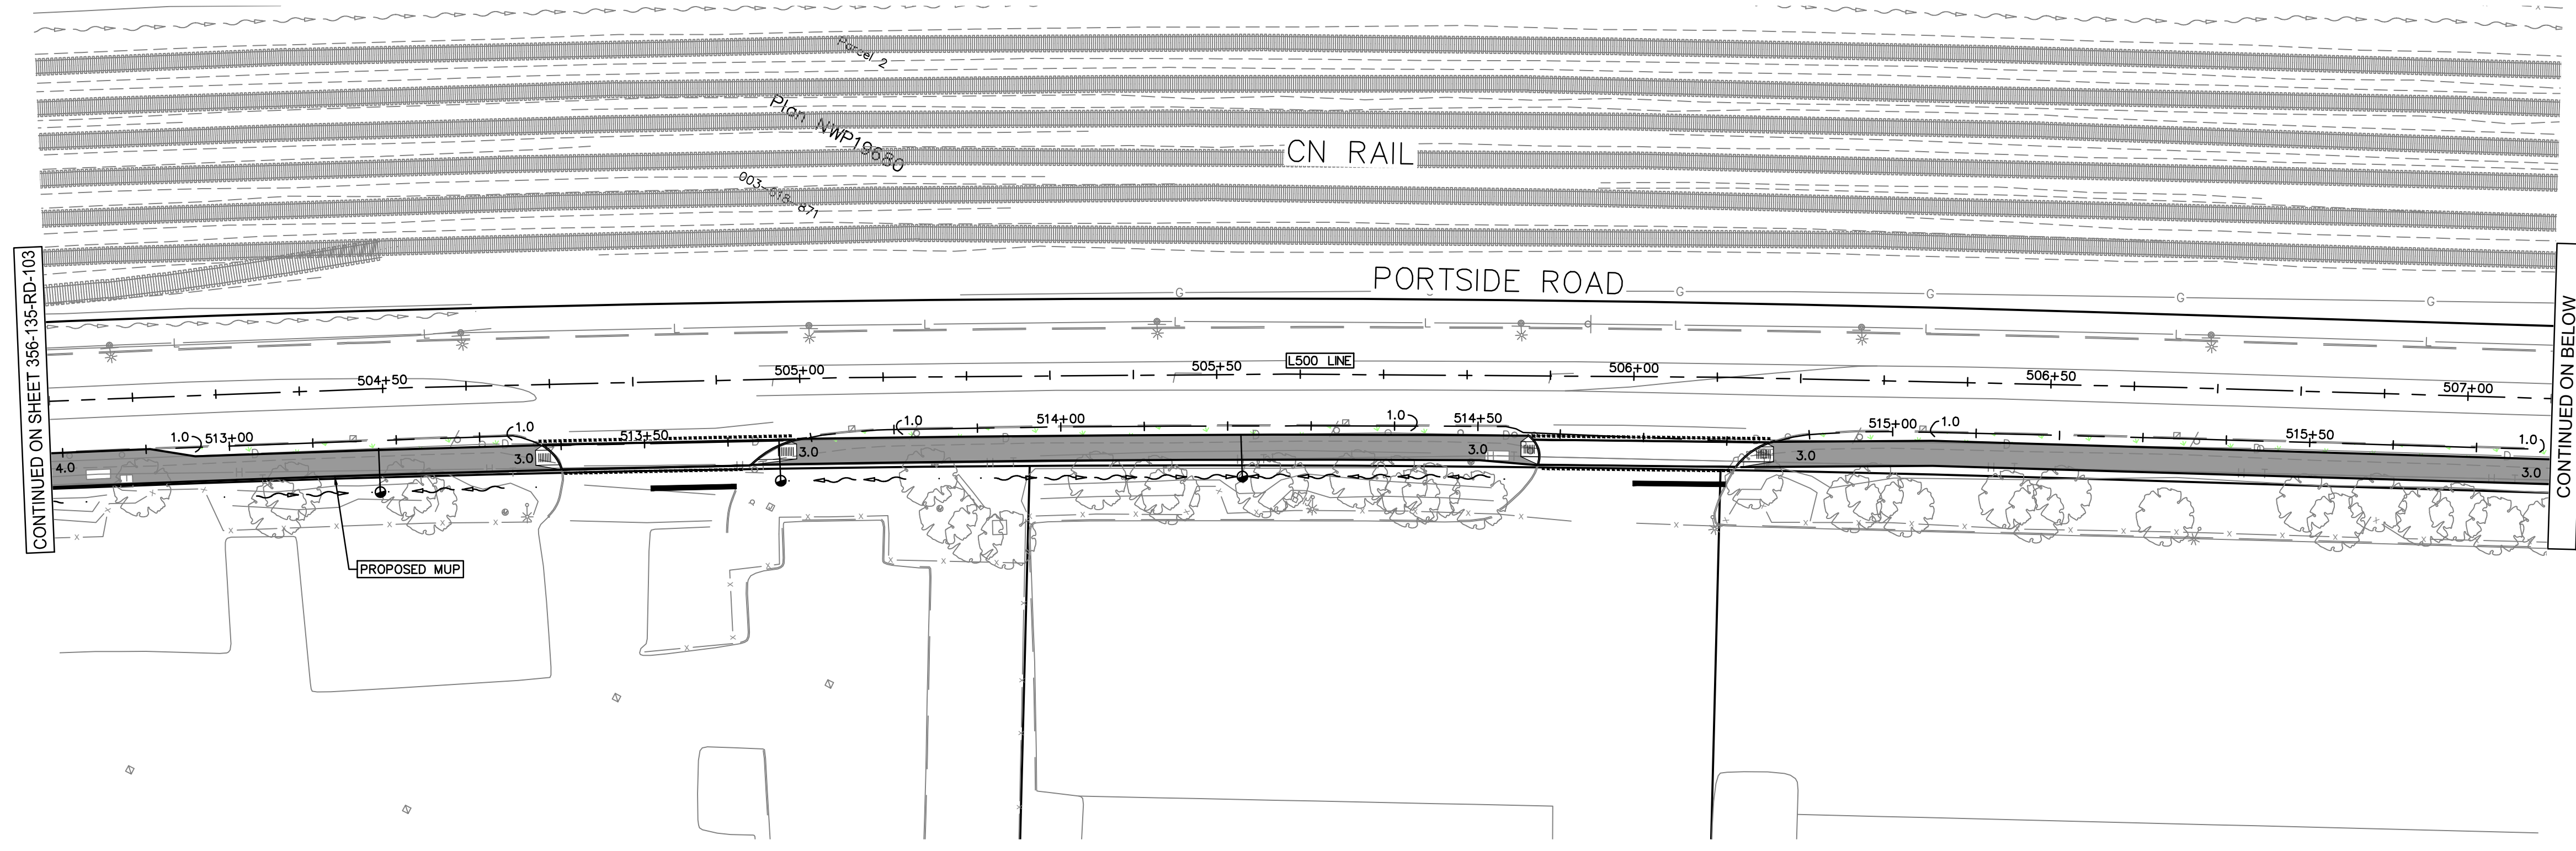 Parcel 2
Plan NWP19680
003-618-871
CN RAIL
PORTSIDE ROAD
G
G
G
G
G
L
L
L
L
L
L
L
L
L
L500 LINE
504+50
505+00
505+50
506+00
506+50
507+00
CONTINUED ON SHEET 356-135-RD-103
CONTINUED ON BELOW
1.0
513+00
1.0
513+50
1.0
514+00
1.0
514+50
515+00
1.0
515+50
1.0
4.0
3.0
3.0
3.0
3.0
3.0
PROPOSED MUP